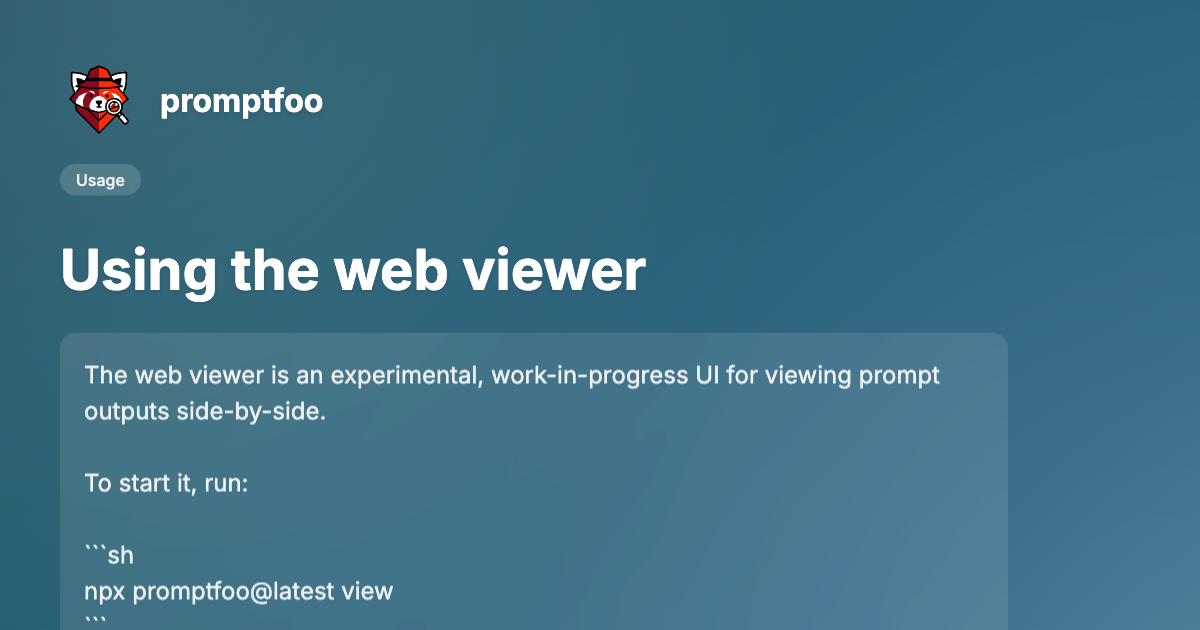 promptfoo
Usage
Using the web viewer
The web viewer is an experimental, work-in-progress UI for viewing prompt
outputs side-by-side.
To start it, run:
```sh
npx promptfoo@latest view
```